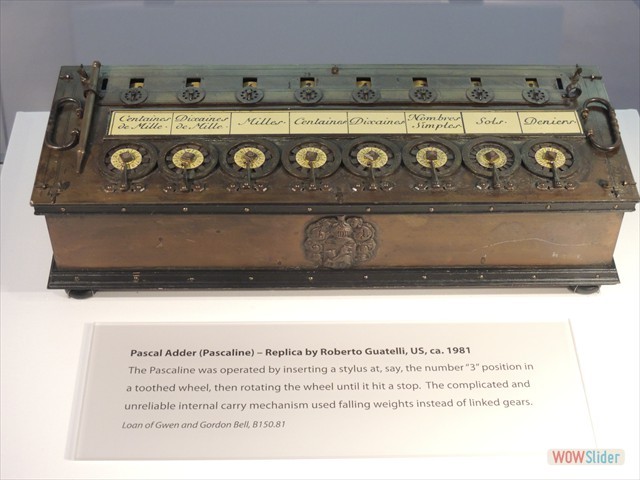 Centaines de Mille Dixaines de Mille Milles Centaines Dixaines Nombres Simples Sols Deniers
Pascal Adder (Pascaline) – Replica by Roberto Guatelli, US, ca. 1981
The Pascaline was operated by inserting a stylus at, say, the number "3" position in
a toothed wheel, then rotating the wheel until it hit a stop. The complicated and
unreliable internal carry mechanism used falling weights instead of linked gears.
Loan of Gwen and Gordon Bell, B150.81
WOWSlider